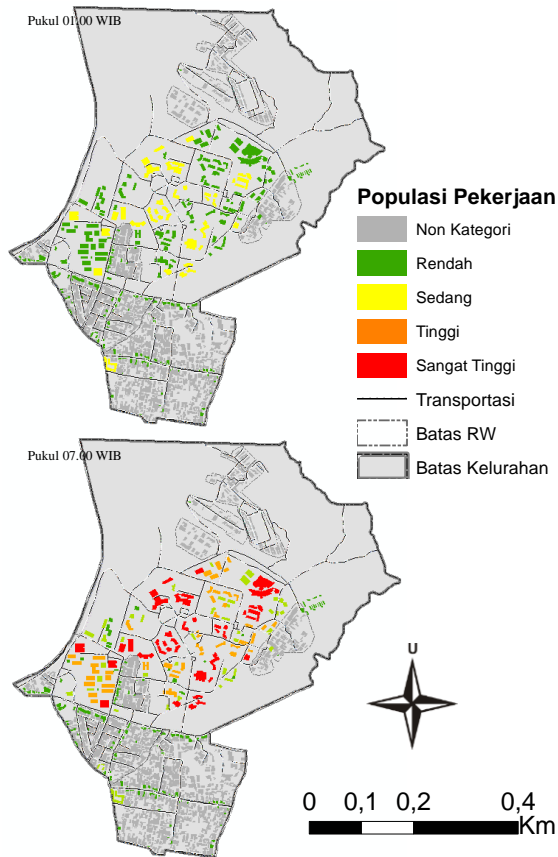 Pukul 01.00 WIB
Populasi Pekerjaan
Non Kategori
Rendah
Sedang
Tinggi
Sangat Tinggi
Transportasi
Batas RW
Batas Kelurahan
Pukul 07.00 WIB
U
0 0,1 0,2 0,4
Km